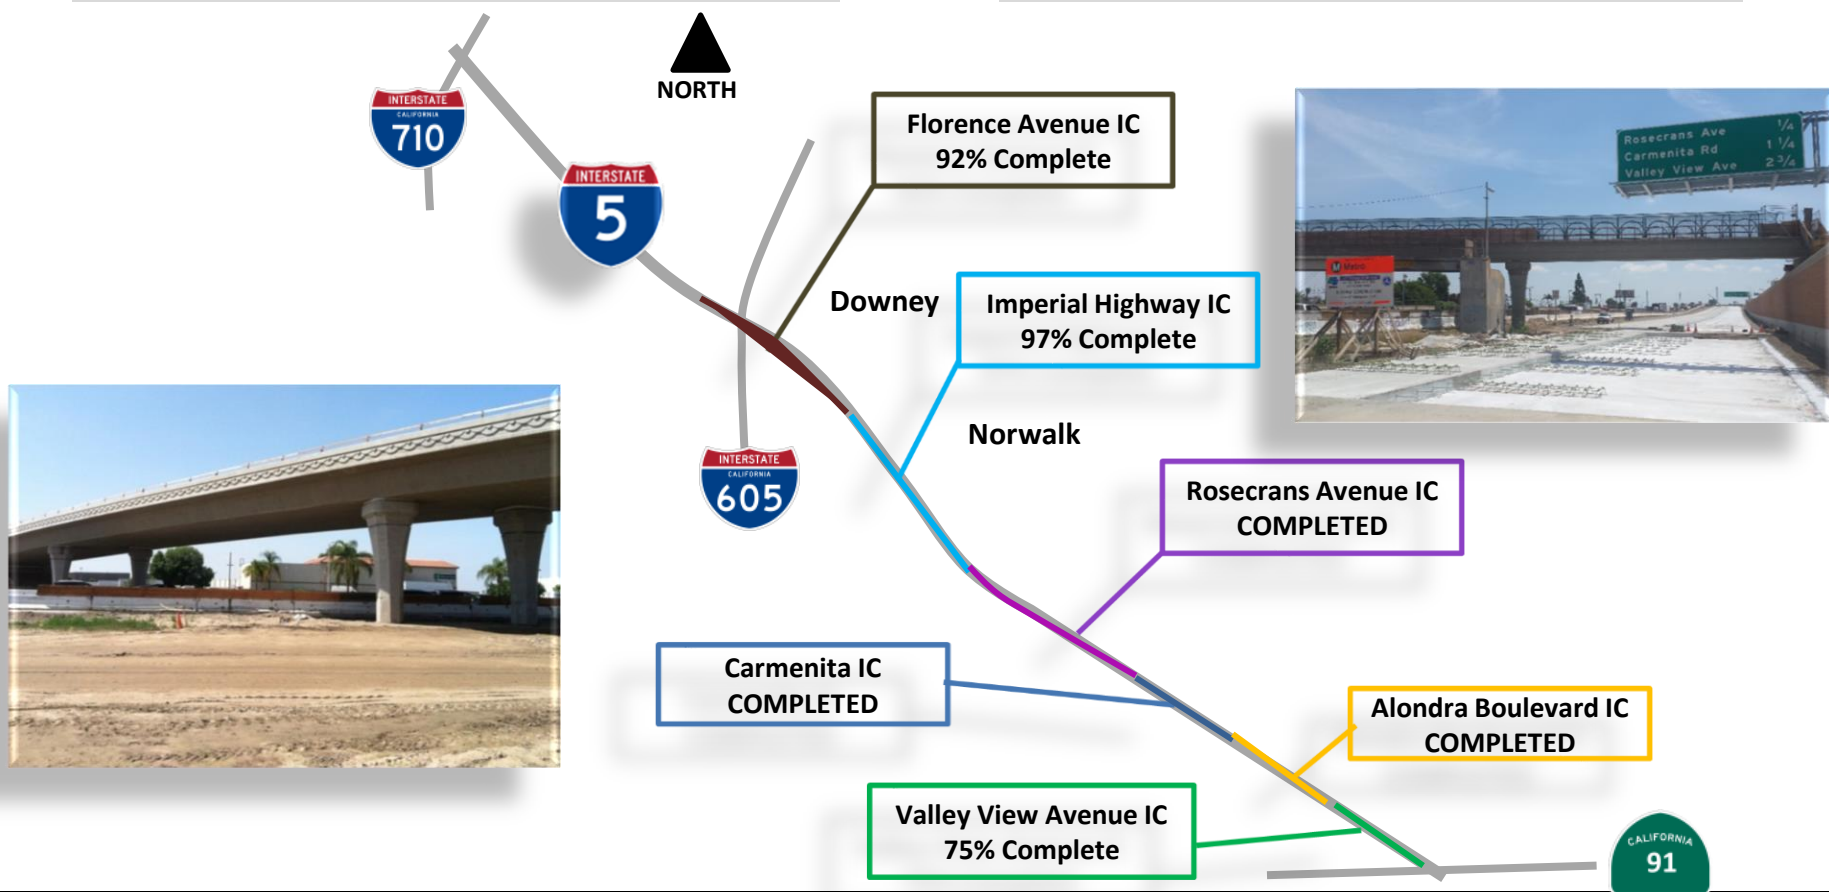 NORTH
INTERSTATE
CALIFORNIA
710
INTERSTATE
5
Florence Avenue IC
92% Complete
Rosecrans Ave 1/4
Carmenita Rd 1 1/4
Valley View Ave 2 3/4
Metro
Downey
Imperial Highway IC
97% Complete
Norwalk
INTERSTATE
CALIFORNIA
605
Rosecrans Avenue IC
COMPLETED
Carmenita IC
COMPLETED
Alondra Boulevard IC
COMPLETED
Valley View Avenue IC
75% Complete
CALIFORNIA
91